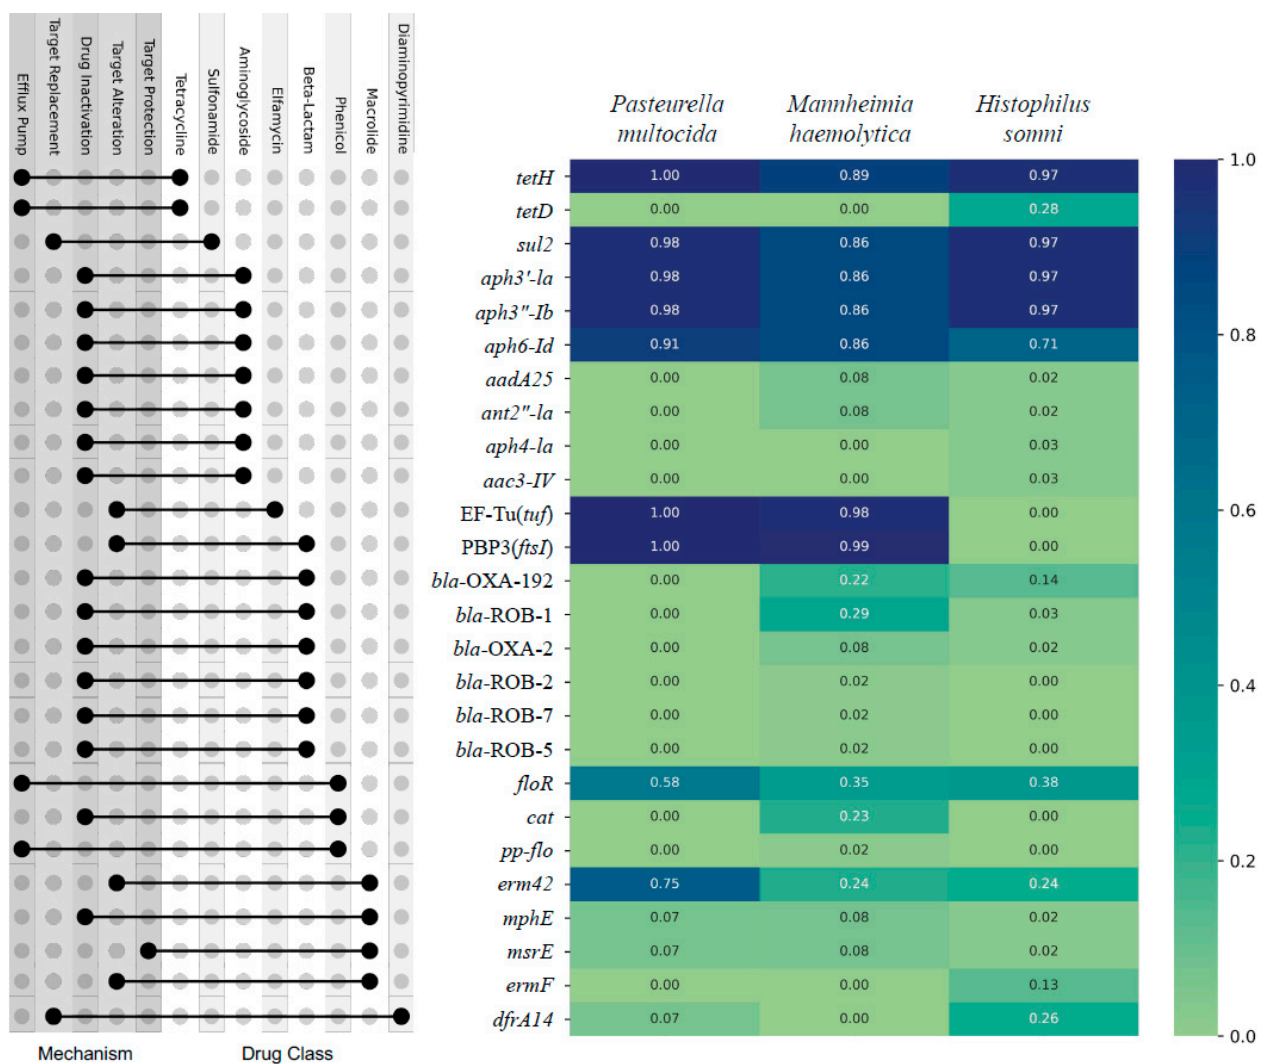 Efflux Pump
Target Replacement
Drug Inactivation
Target Alteration
Target Protection
Tetracycline
Sulfonamide
Aminoglycoside
Elfamycin
Beta-Lactam
Phenicol
Macrolide
Diaminopyrimidine
Pasteurella multocida
Mannheimia haemolytica
Histophilus somni
tetH 1.00 0.89 0.97
tetD 0.00 0.00 0.28
sul2 0.98 0.86 0.97
aph3'-la 0.98 0.86 0.97
aph3"-Ib 0.98 0.86 0.97
aph6-Id 0.91 0.86 0.71
aadA25 0.00 0.08 0.02
ant2"-la 0.00 0.08 0.02
aph4-la 0.00 0.00 0.03
aac3-IV 0.00 0.00 0.03
EF-Tu(tuf) 1.00 0.98 0.00
PBP3(ftsI) 1.00 0.99 0.00
bla-OXA-192 0.00 0.22 0.14
bla-ROB-1 0.00 0.29 0.03
bla-OXA-2 0.00 0.08 0.02
bla-ROB-2 0.00 0.02 0.00
bla-ROB-7 0.00 0.02 0.00
bla-ROB-5 0.00 0.02 0.00
floR 0.58 0.35 0.38
cat 0.00 0.23 0.00
pp-flo 0.00 0.02 0.00
erm42 0.75 0.24 0.24
mphE 0.07 0.08 0.02
msrE 0.07 0.08 0.02
ermF 0.00 0.00 0.13
dfrA14 0.07 0.00 0.26
1.0
0.8
0.6
0.4
0.2
0.0
Mechanism
Drug Class